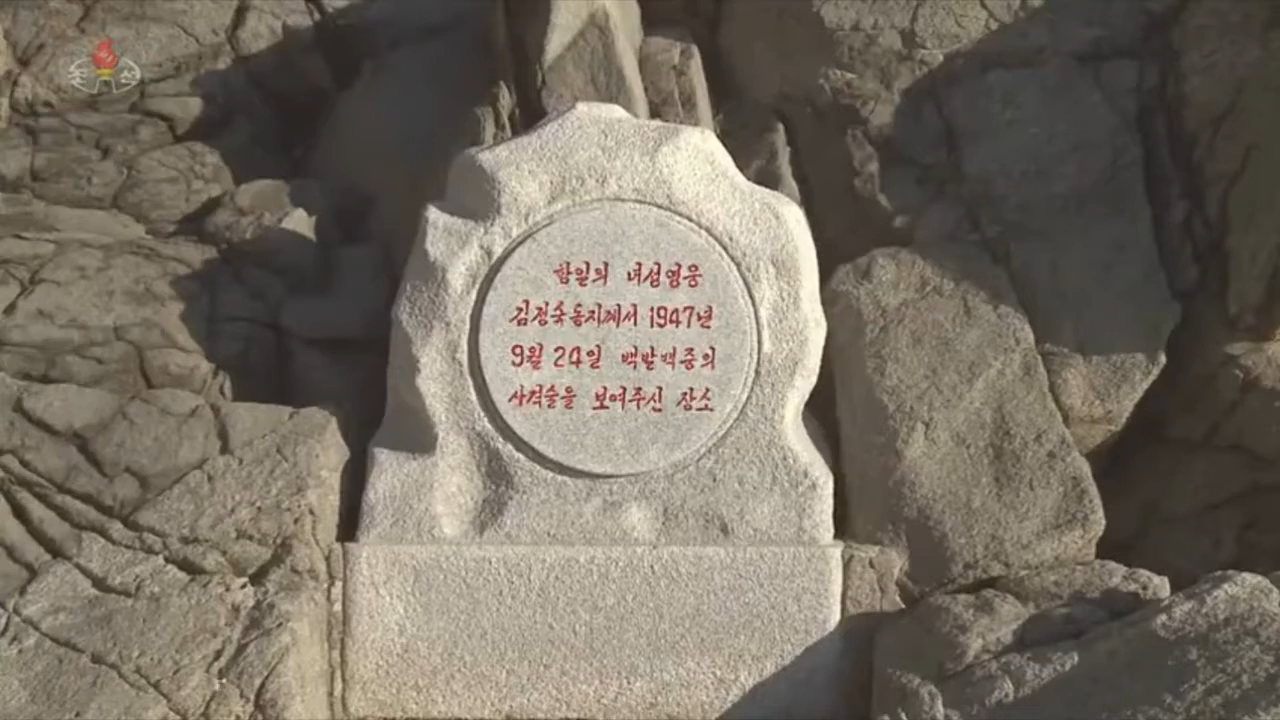 조선
항일의 녀성영웅
김정숙동지께서 1947년
9월 24일 백발백중의
사격술을 보여주신 장소